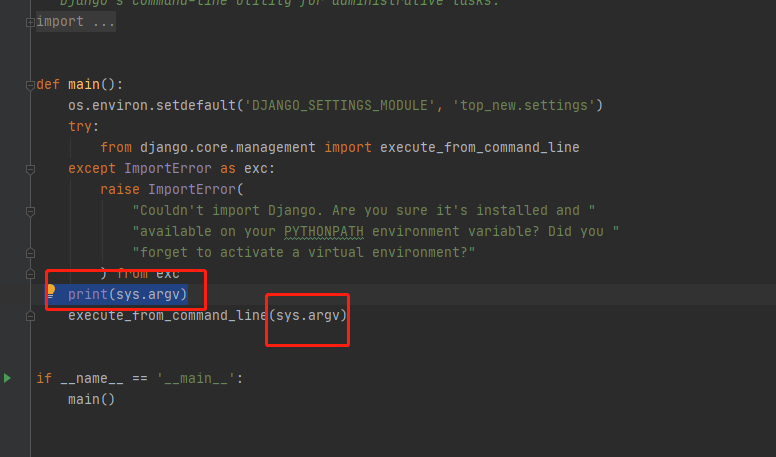 Django's command-line utility for administrative tasks.
import ...
def main():
    os.environ.setdefault('DJANGO_SETTINGS_MODULE', 'top_new.settings')
    try:
        from django.core.management import execute_from_command_line
    except ImportError as exc:
        raise ImportError(
            "Couldn't import Django. Are you sure it's installed and "
            "available on your PYTHONPATH environment variable? Did you "
            "forget to activate a virtual environment?"
        ) from exc
    print(sys.argv)
    execute_from_command_line(sys.argv)
if __name__ == '__main__':
    main()